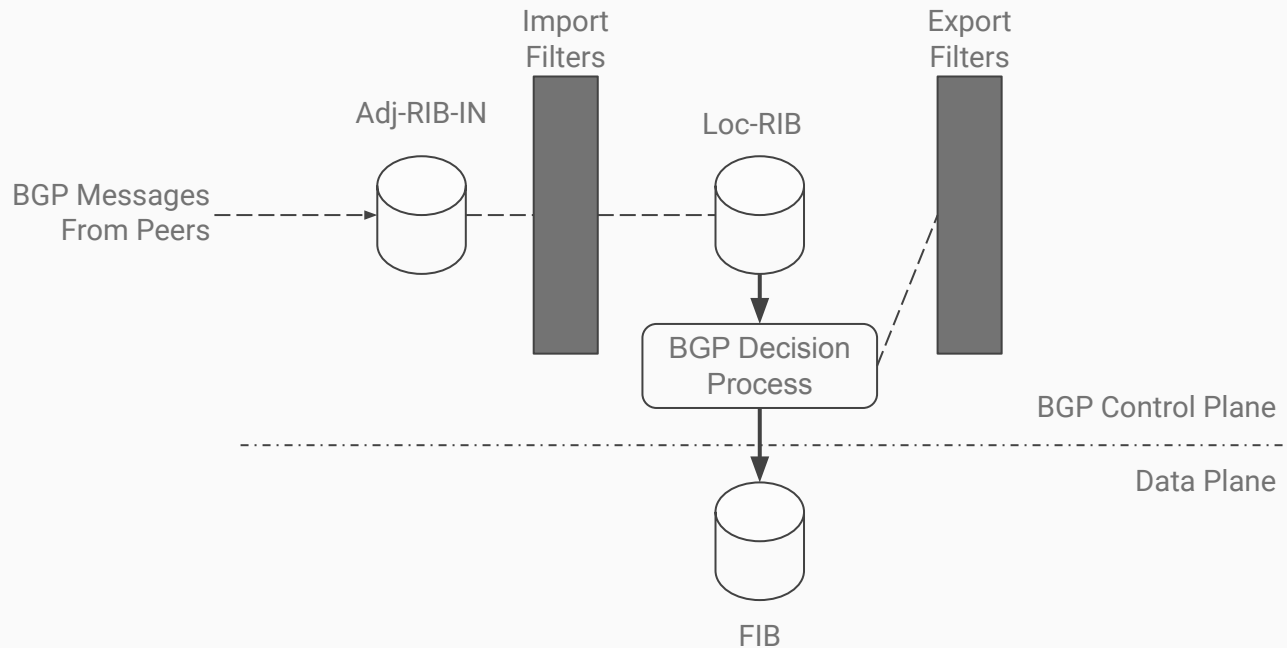 Import
Filters
Export
Filters
Adj-RIB-IN
Loc-RIB
BGP Messages
From Peers
BGP Decision
Process
BGP Control Plane
Data Plane
FIB